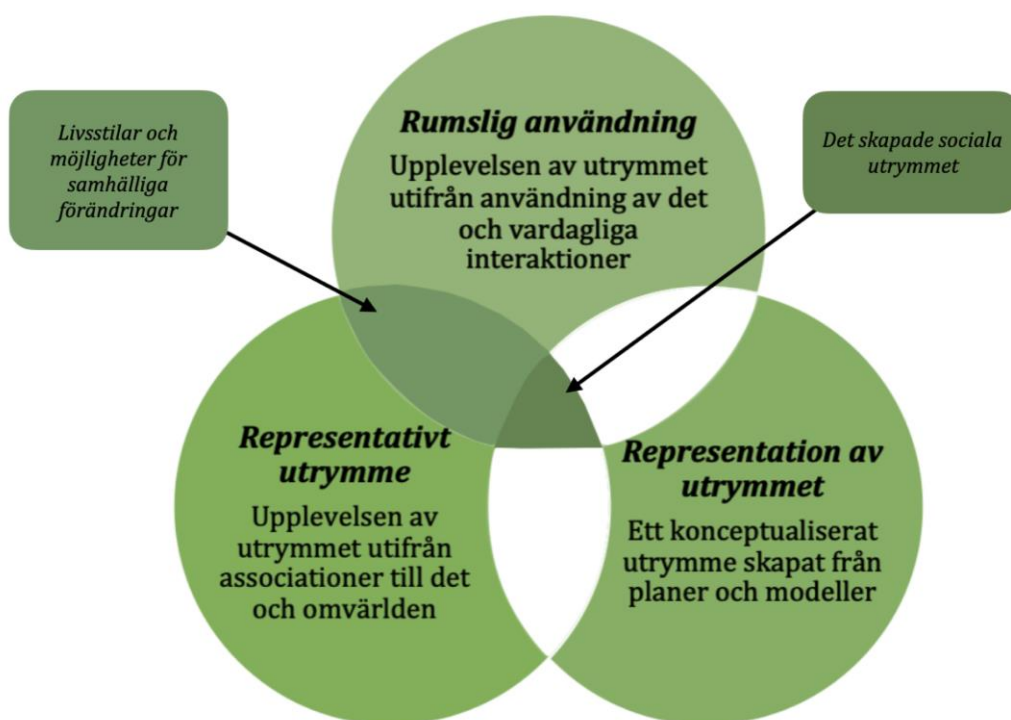 Livsstilar och
möjligheter för
samhälliga
förändringar
Rumslig användning
Upplevelsen av utrymmet
utifrån användning av det
och vardagliga
interaktioner
Det skapade sociala
utrymmet
Representativt
utrymme
Upplevelsen av
utrymmet utifrån
associationer till det
och omvärlden
Representation av
utrymmet
Ett konceptualiserat
utrymme skapat från
planer och modeller